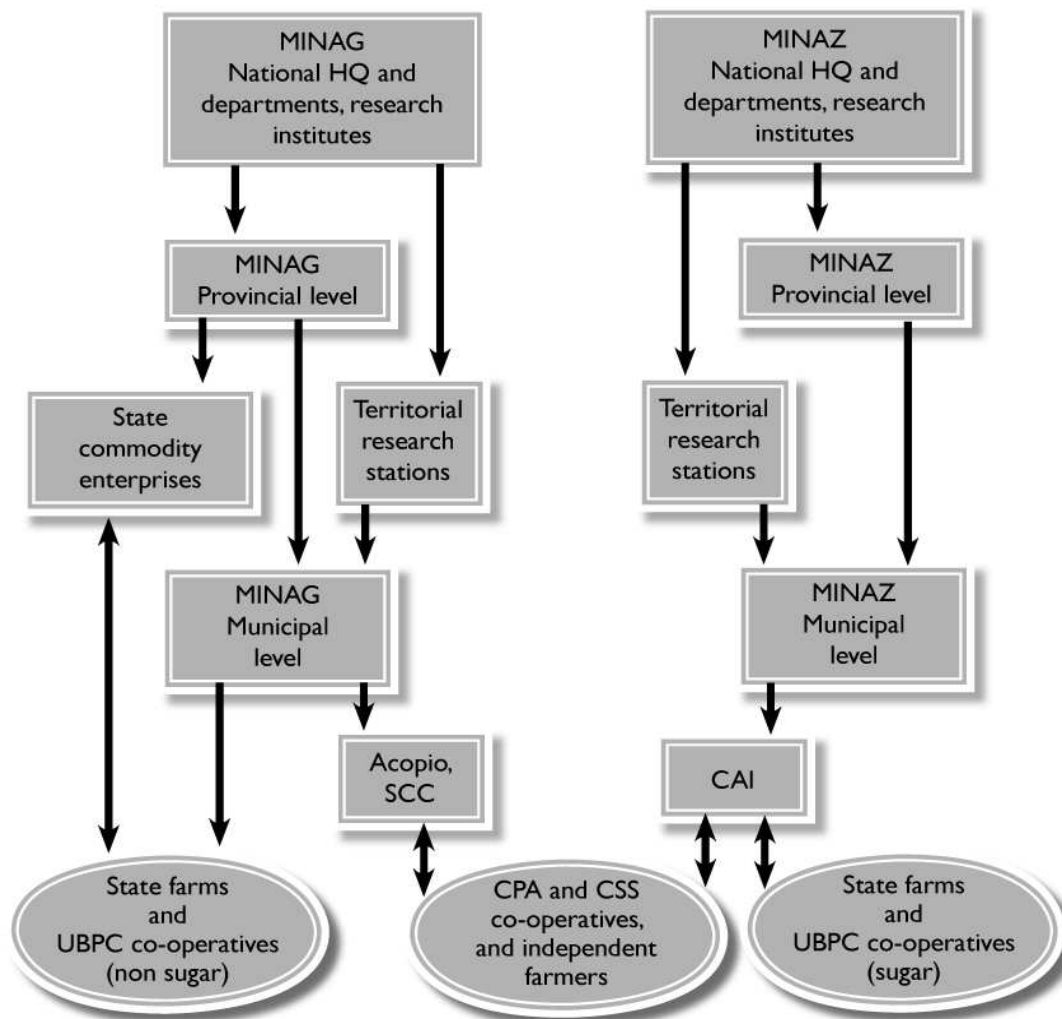 MINAG
National HQ and
departments, research
institutes
MINAZ
National HQ and
departments, research
institutes
MINAG
Provincial level
MINAZ
Provincial level
State
commodity
enterprises
Territorial
research
stations
Territorial
research
stations
MINAG
Municipal
level
MINAZ
Municipal
level
Acopio,
SCC
CAI
State farms
and
UBPC co-operatives
(non sugar)
CPA and CSS
co-operatives,
and independent
farmers
State farms
and
UBPC co-operatives
(sugar)